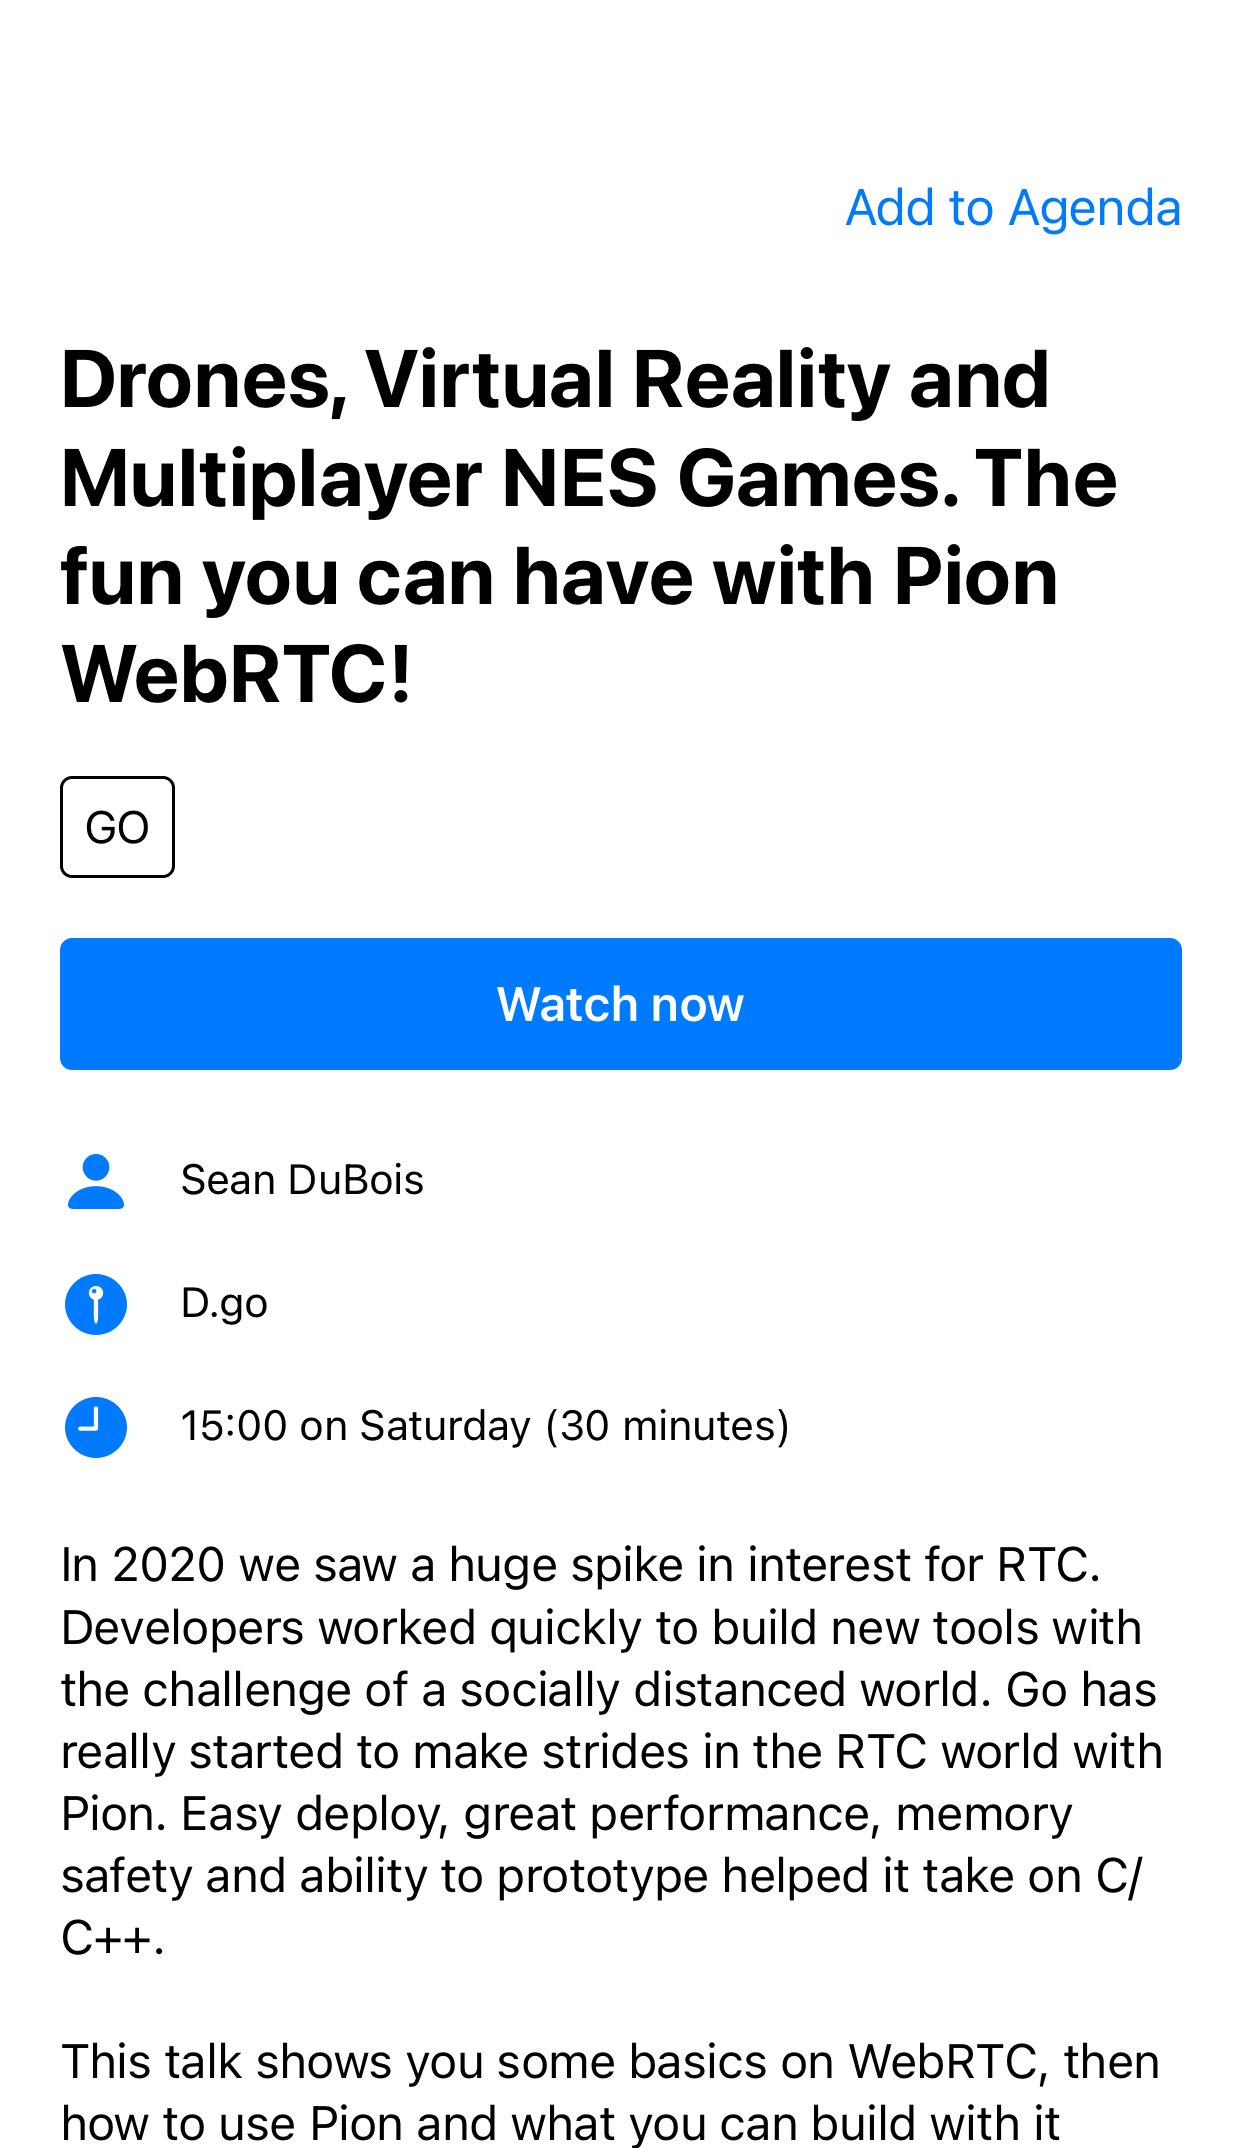 Add to Agenda
Drones, Virtual Reality and
Multiplayer NES Games. The
fun you can have with Pion
WebRTC!
GO
Watch now
Sean DuBois
D.go
15:00 on Saturday (30 minutes)
In 2020 we saw a huge spike in interest for RTC.
Developers worked quickly to build new tools with
the challenge of a socially distanced world. Go has
really started to make strides in the RTC world with
Pion. Easy deploy, great performance, memory
safety and ability to prototype helped it take on C/
C++.
This talk shows you some basics on WebRTC, then
how to use Pion and what you can build with it